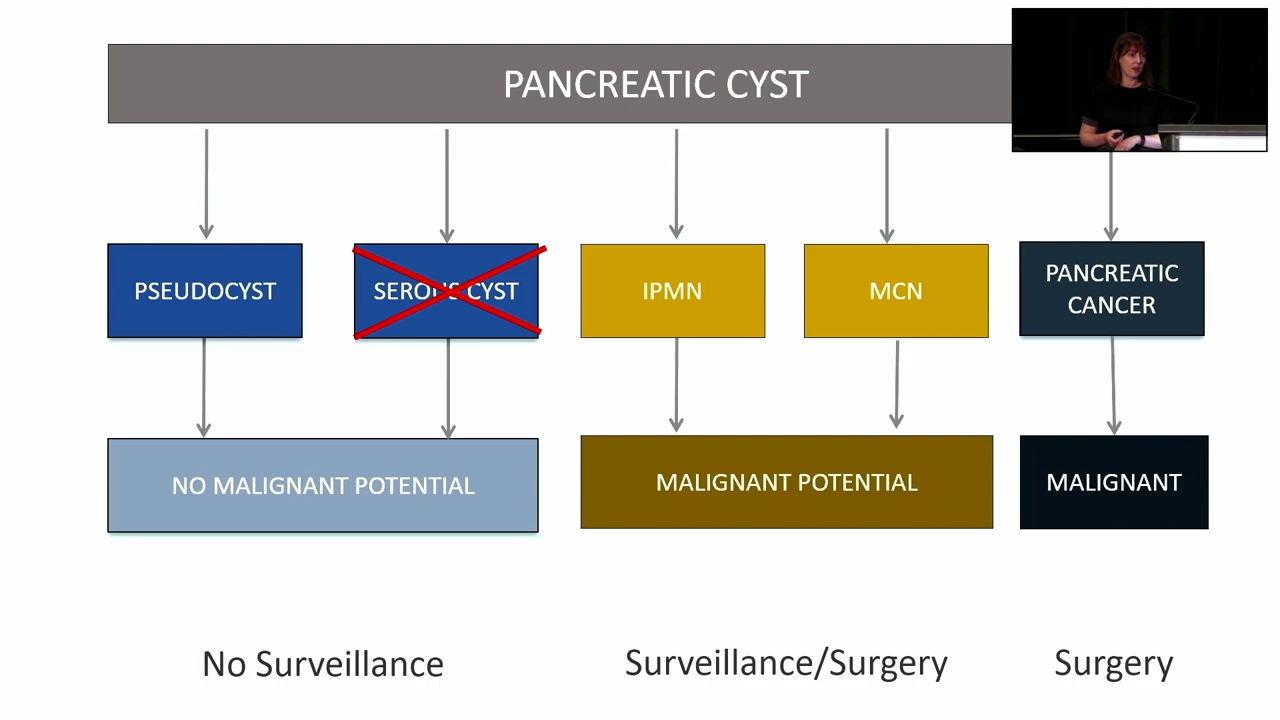 PANCREATIC CYST
PSEUDOCYST
SEROUS CYST
IPMN
MCN
PANCREATIC
CANCER
NO MALIGNANT POTENTIAL
MALIGNANT POTENTIAL
MALIGNANT
No Surveillance
Surveillance/Surgery
Surgery